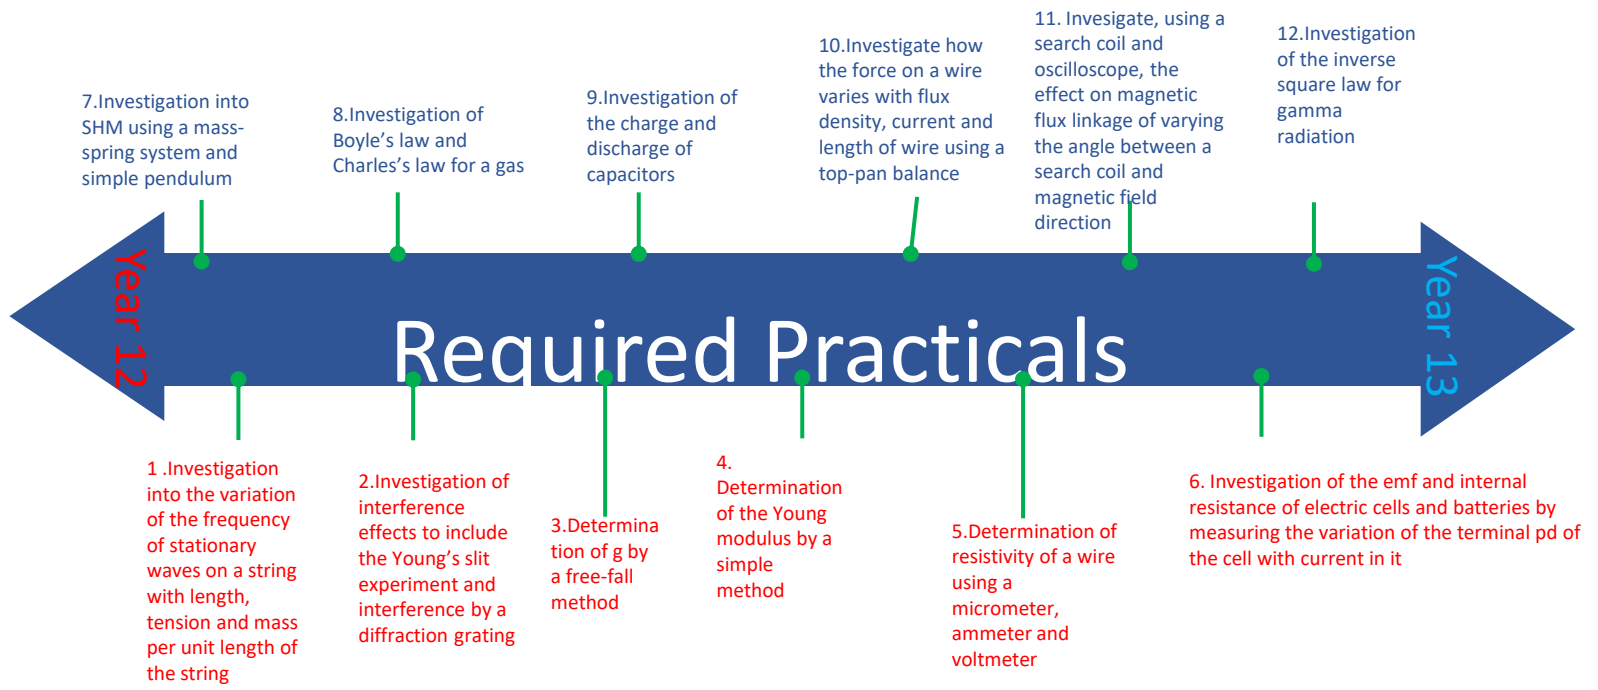 7.Investigation into
SHM using a mass-
spring system and
simple pendulum
8.Investigation of
Boyle’s law and
Charles’s law for a gas
9.Investigation of
the charge and
discharge of
capacitors
10.Investigate how
the force on a wire
varies with flux
density, current and
length of wire using a
top-pan balance
11. Invesigate, using a
search coil and
oscilloscope, the
effect on magnetic
flux linkage of varying
the angle between a
search coil and
magnetic field
direction
12.Investigation
of the inverse
square law for
gamma
radiation
Year 12
Required Practicals
Year 13
1 .Investigation
into the variation
of the frequency
of stationary
waves on a string
with length,
tension and mass
per unit length of
the string
2.Investigation of
interference
effects to include
the Young’s slit
experiment and
interference by a
diffraction grating
3.Determina
tion of g by
a free-fall
method
4.
Determination
of the Young
modulus by a
simple
method
5.Determination of
resistivity of a wire
using a
micrometer,
ammeter and
voltmeter
6. Investigation of the emf and internal
resistance of electric cells and batteries by
measuring the variation of the terminal pd of
the cell with current in it